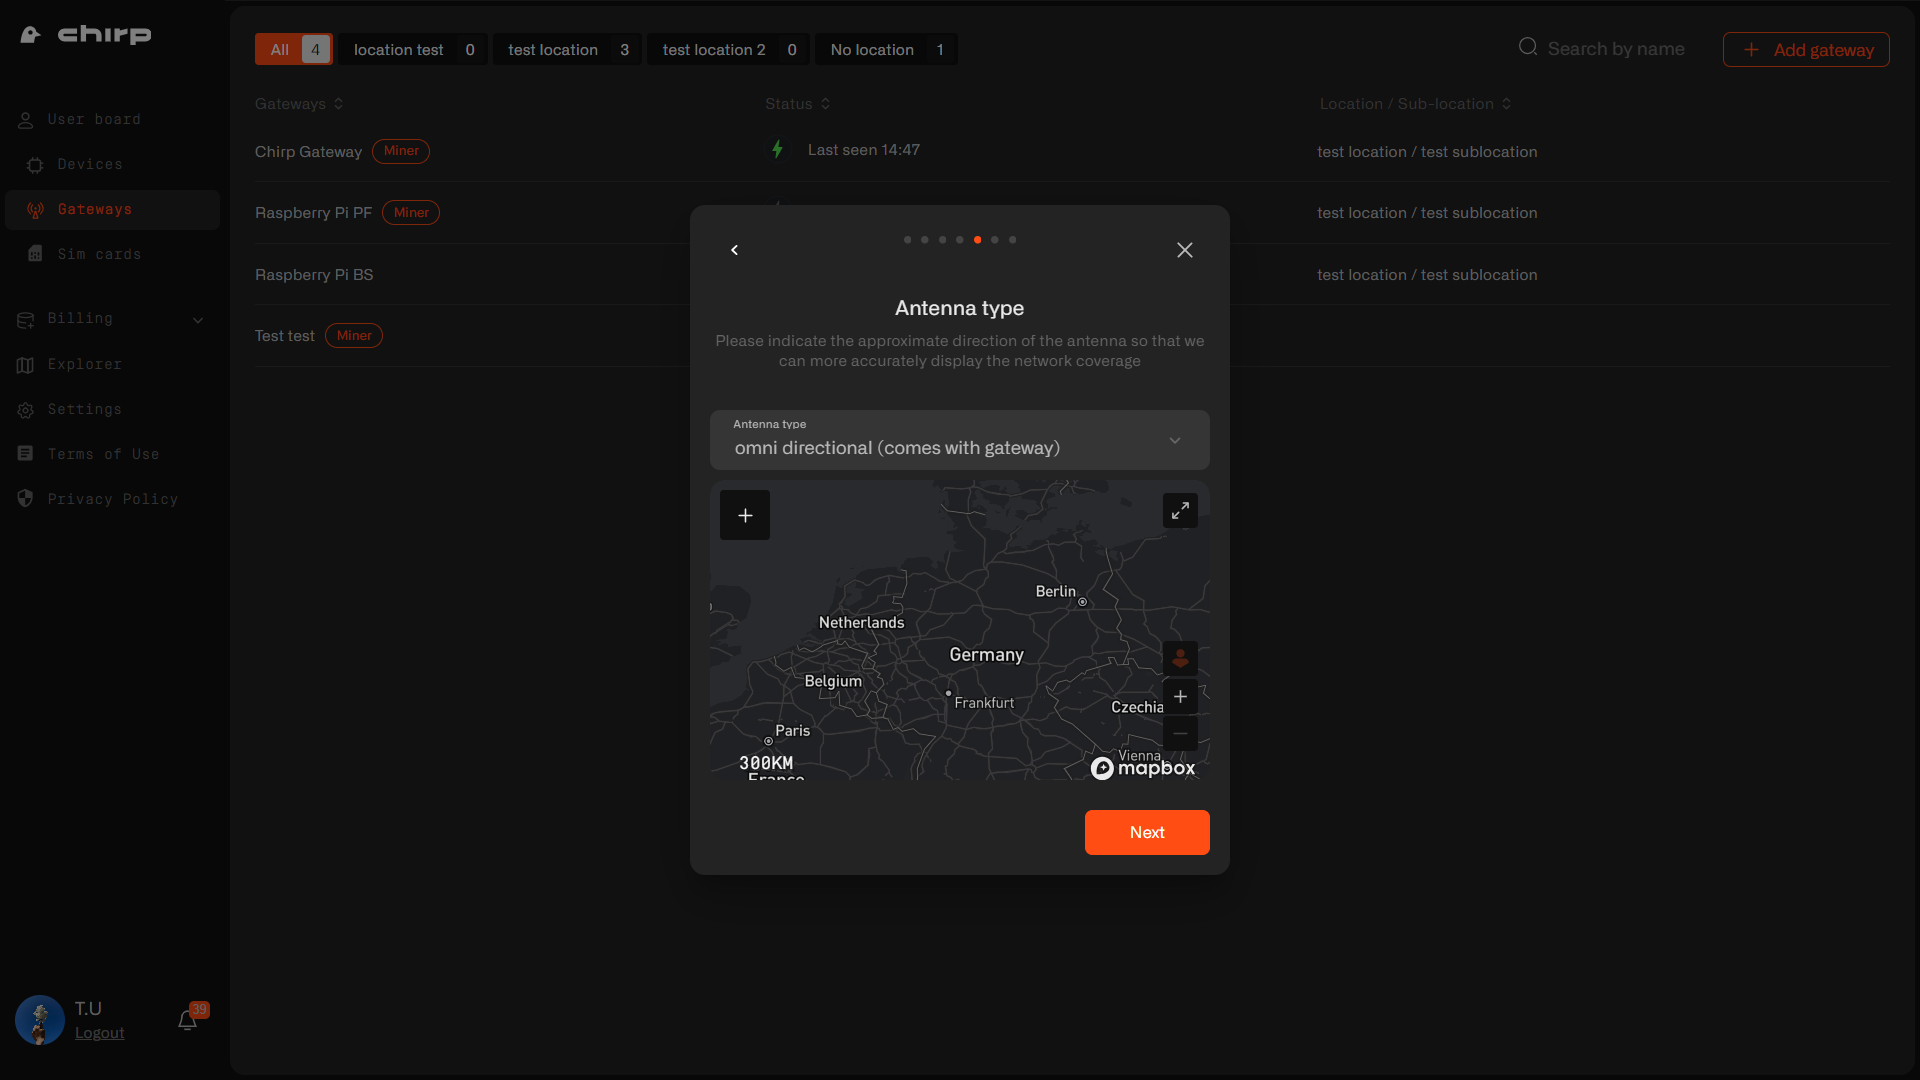 chirp
User board
Devices
Gateways
Sim cards
Billing
Explorer
Settings
Terms of Use
Privacy Policy
T.U
39
Logout
All 4
location test 0
test location 3
test location 2 0
No location 1
Search by name
+ Add gateway
Gateways
Status
Location / Sub-location
Chirp Gateway Miner
Last seen 14:47
test location / test sublocation
Raspberry Pi PF Miner
test location / test sublocation
Raspberry Pi BS
test location / test sublocation
Test test Miner
Antenna type
Please indicate the approximate direction of the antenna so that we
can more accurately display the network coverage
Antenna type
omni directional (comes with gateway)
Berlin
Netherlands
Germany
Belgium
Frankfurt
Czechia
Paris
Vienna
300KM
mapbox
France
Next